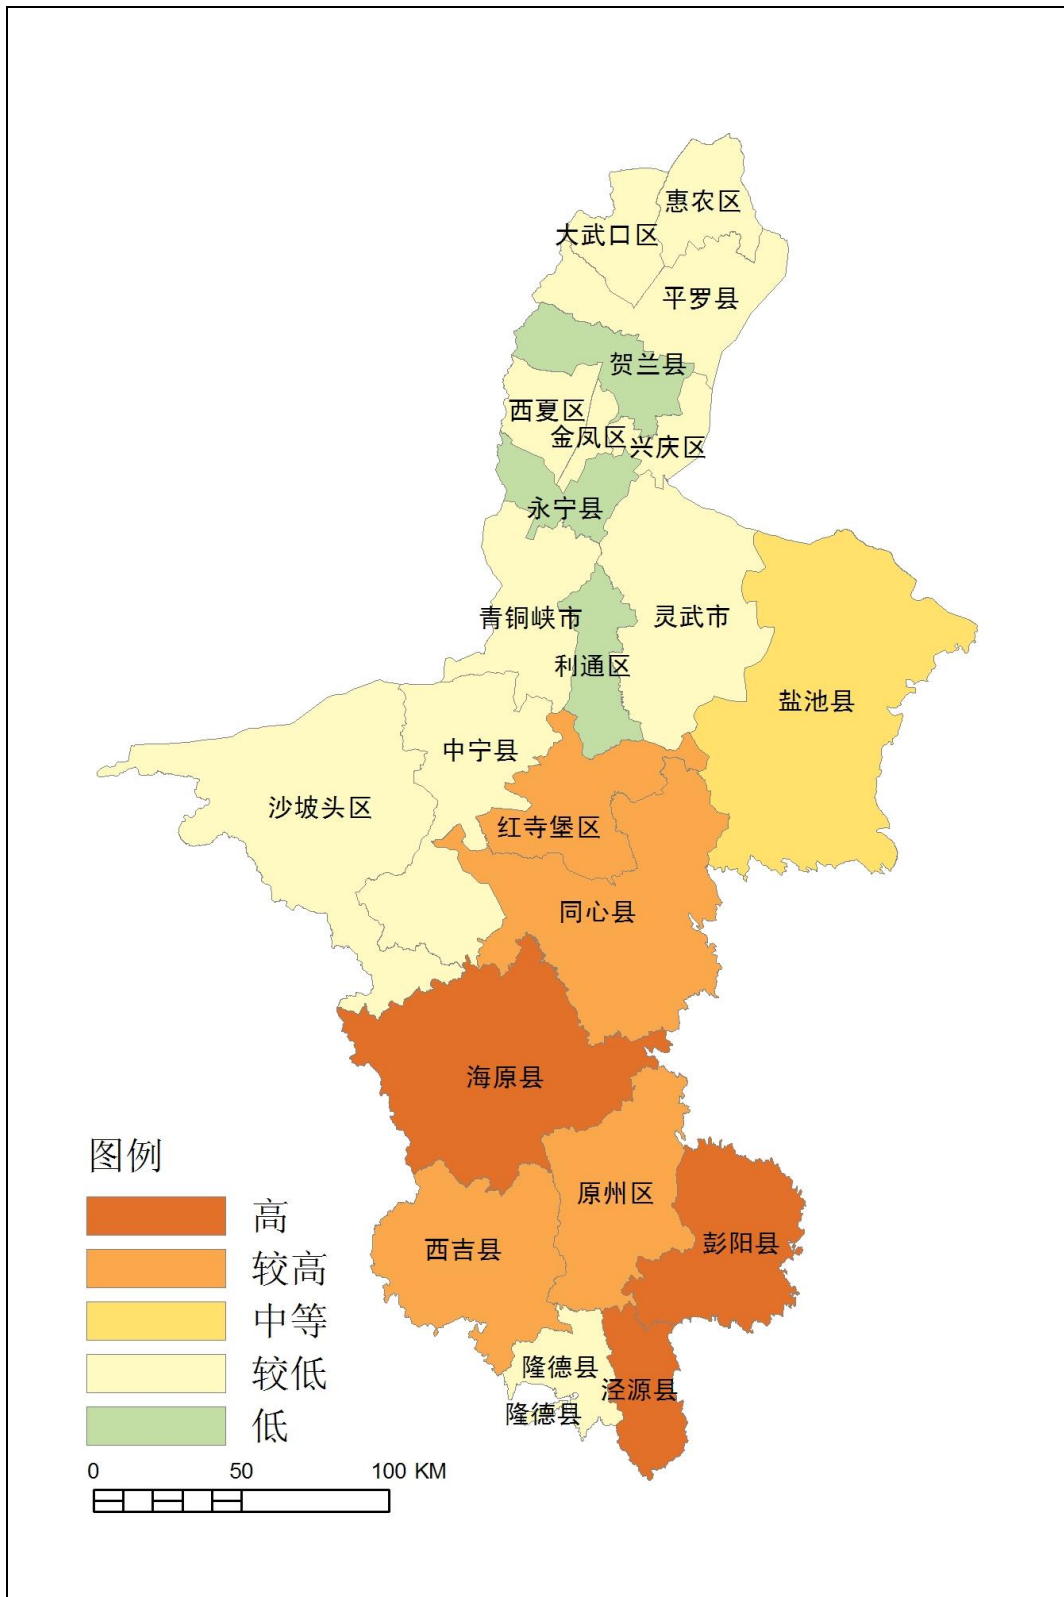 惠农区
大武口区
平罗县
贺兰县
西夏区
金凤区
兴庆区
永宁县
青铜峡市
灵武市
利通区
盐池县
中宁县
沙坡头区
红寺堡区
同心县
海原县
原州区
彭阳县
西吉县
隆德县
泾源县
隆德县
图例
高
较高
中等
较低
低
0 50 100 KM